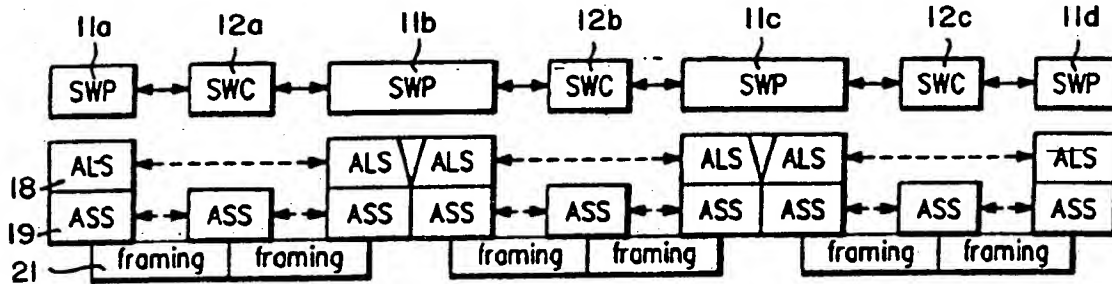 11a 12a 11b 12b 11c 12c 11d
SWP SWC SWP SWC SWP SWC SWP
18 ALS ALS ALS ALS ALS ALS
19 ASS ASS ASS ASS ASS ASS ASS ASS ASS
21 framing framing framing framing framing framing